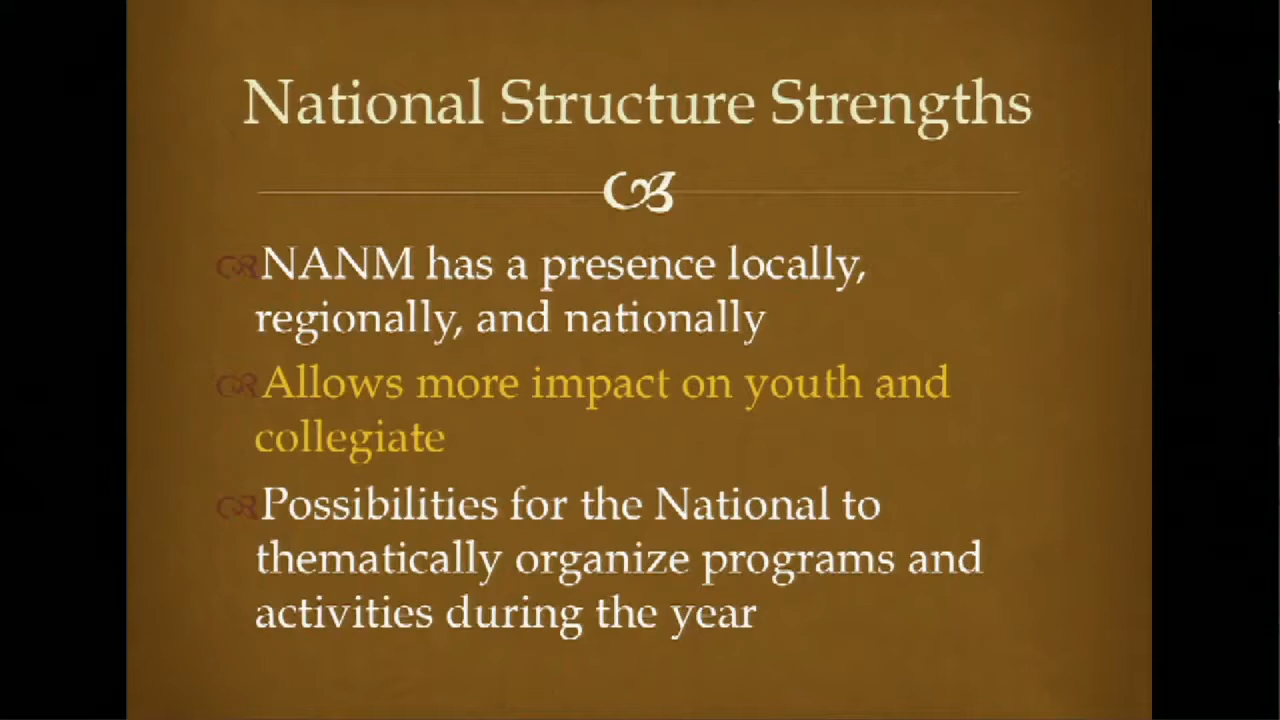 National Structure Strengths
NANM has a presence locally,
regionally, and nationally
Allows more impact on youth and
collegiate
Possibilities for the National to
thematically organize programs and
activities during the year